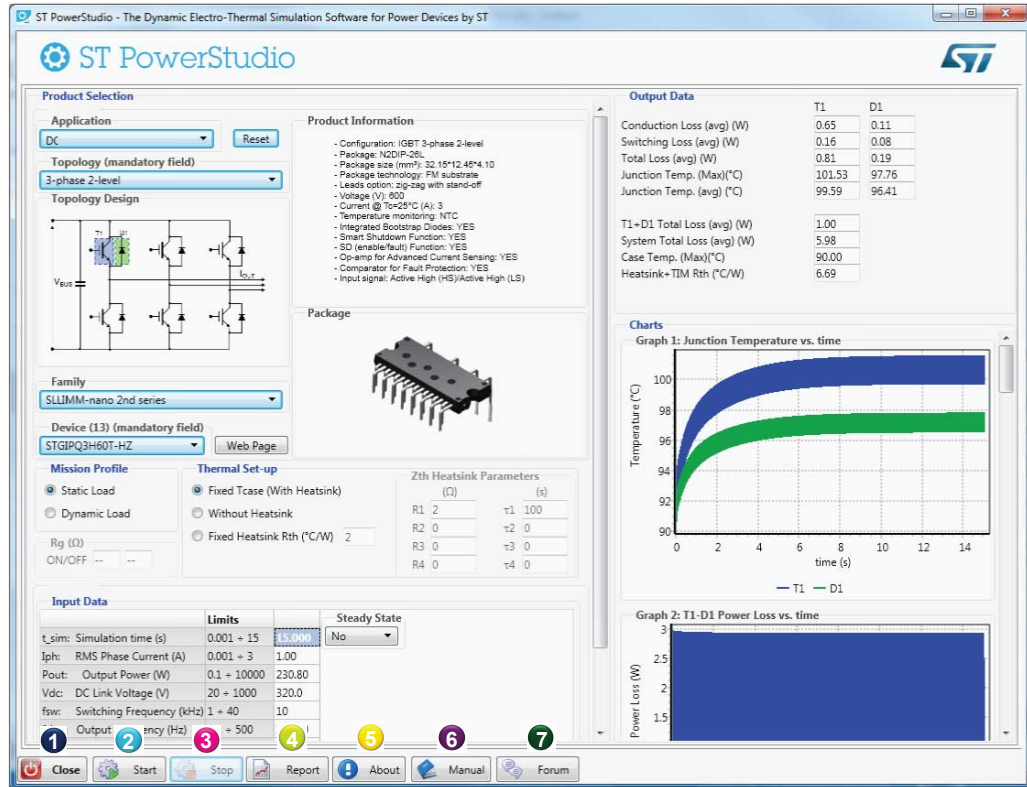 ST PowerStudio - The Dynamic Electro-Thermal Simulation Software for Power Devices by ST
ST PowerStudio
Product Selection
Application
DC
Reset
Topology (mandatory field)
3-phase 2-level
Topology Design
T1 D1
VBUS
IOUT
Family
SLLIMM-nano 2nd series
Device (13) (mandatory field)
STGIPQ3H60T-HZ
Web Page
Product Information
- Configuration: IGBT 3-phase 2-level
- Package: N2DIP-26L
- Package size (mm³): 32.15*12.45*4.10
- Package technology: FM substrate
- Leads option: zig-zag with stand-off
- Voltage (V): 600
- Current @ Tc=25°C (A): 3
- Temperature monitoring: NTC
- Integrated Bootstrap Diodes: YES
- Smart Shutdown Function: YES
- SD (enable/fault) Function: YES
- Op-amp for Advanced Current Sensing: YES
- Comparator for Fault Protection: YES
- Input signal: Active High (HS)/Active High (LS)
Package
Mission Profile
Static Load
Dynamic Load
Rg (Ω)
ON/OFF -- --
Thermal Set-up
Fixed Tcase (With Heatsink)
Without Heatsink
Fixed Heatsink Rth (°C/W) 2
Zth Heatsink Parameters
(Ω) (s)
R1 2 τ1 100
R2 0 τ2 0
R3 0 τ3 0
R4 0 τ4 0
Input Data
Limits
t_sim: Simulation time (s) 0.001 ÷ 15 15.000
Iph: RMS Phase Current (A) 0.001 ÷ 3 1.00
Pout: Output Power (W) 0.1 ÷ 10000 230.80
Vdc: DC Link Voltage (V) 20 ÷ 1000 320.0
fsw: Switching Frequency (kHz) 1 ÷ 40 10
Output (Hz) ÷ 500
Steady State
No
Output Data
T1 D1
Conduction Loss (avg) (W) 0.65 0.11
Switching Loss (avg) (W) 0.16 0.08
Total Loss (avg) (W) 0.81 0.19
Junction Temp. (Max)(°C) 101.53 97.76
Junction Temp. (avg) (°C) 99.59 96.41
T1+D1 Total Loss (avg) (W) 1.00
System Total Loss (avg) (W) 5.98
Case Temp. (Max)(°C) 90.00
Heatsink+TIM Rth (°C/W) 6.69
Charts
Graph 1: Junction Temperature vs. time
Temperature (°C)
100
98
96
94
92
90
0 2 4 6 8 10 12 14
time (s)
T1 D1
Graph 2: T1-D1 Power Loss vs. time
Power Loss (W)
3
2.5
2
1.5
1 2 3 4 5 6 7
Close Start Stop Report About Manual Forum